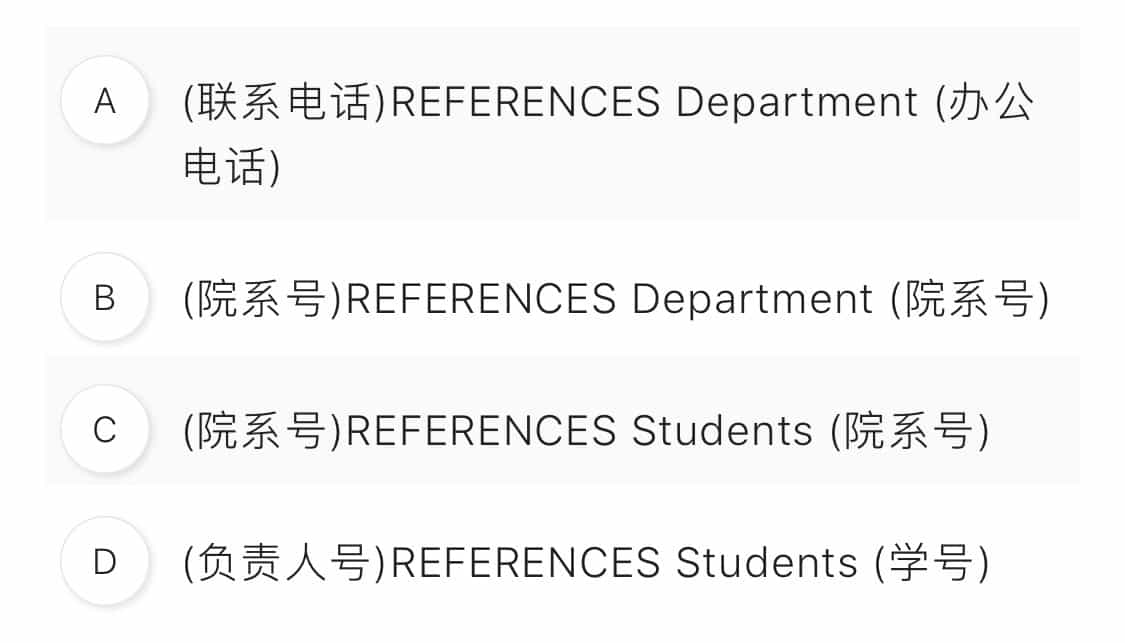 A
(联系电话)REFERENCES Department (办公
电话)
B
(院系号)REFERENCES Department (院系号)
C
(院系号)REFERENCES Students (院系号)
D
(负责人号)REFERENCES Students (学号)